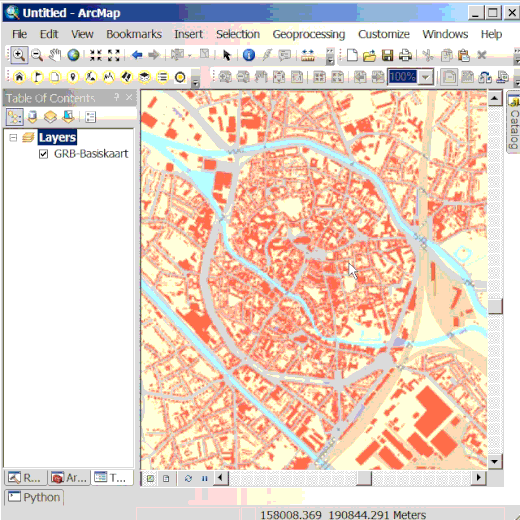 Untitled - ArcMap
File Edit View Bookmarks Insert Selection Geoprocessing Customize Windows Help
100%
Table Of Contents
Layers
GRB-Basiskaart
Catalog
R... Ar... T...
Python
158008.369 190844.291 Meters